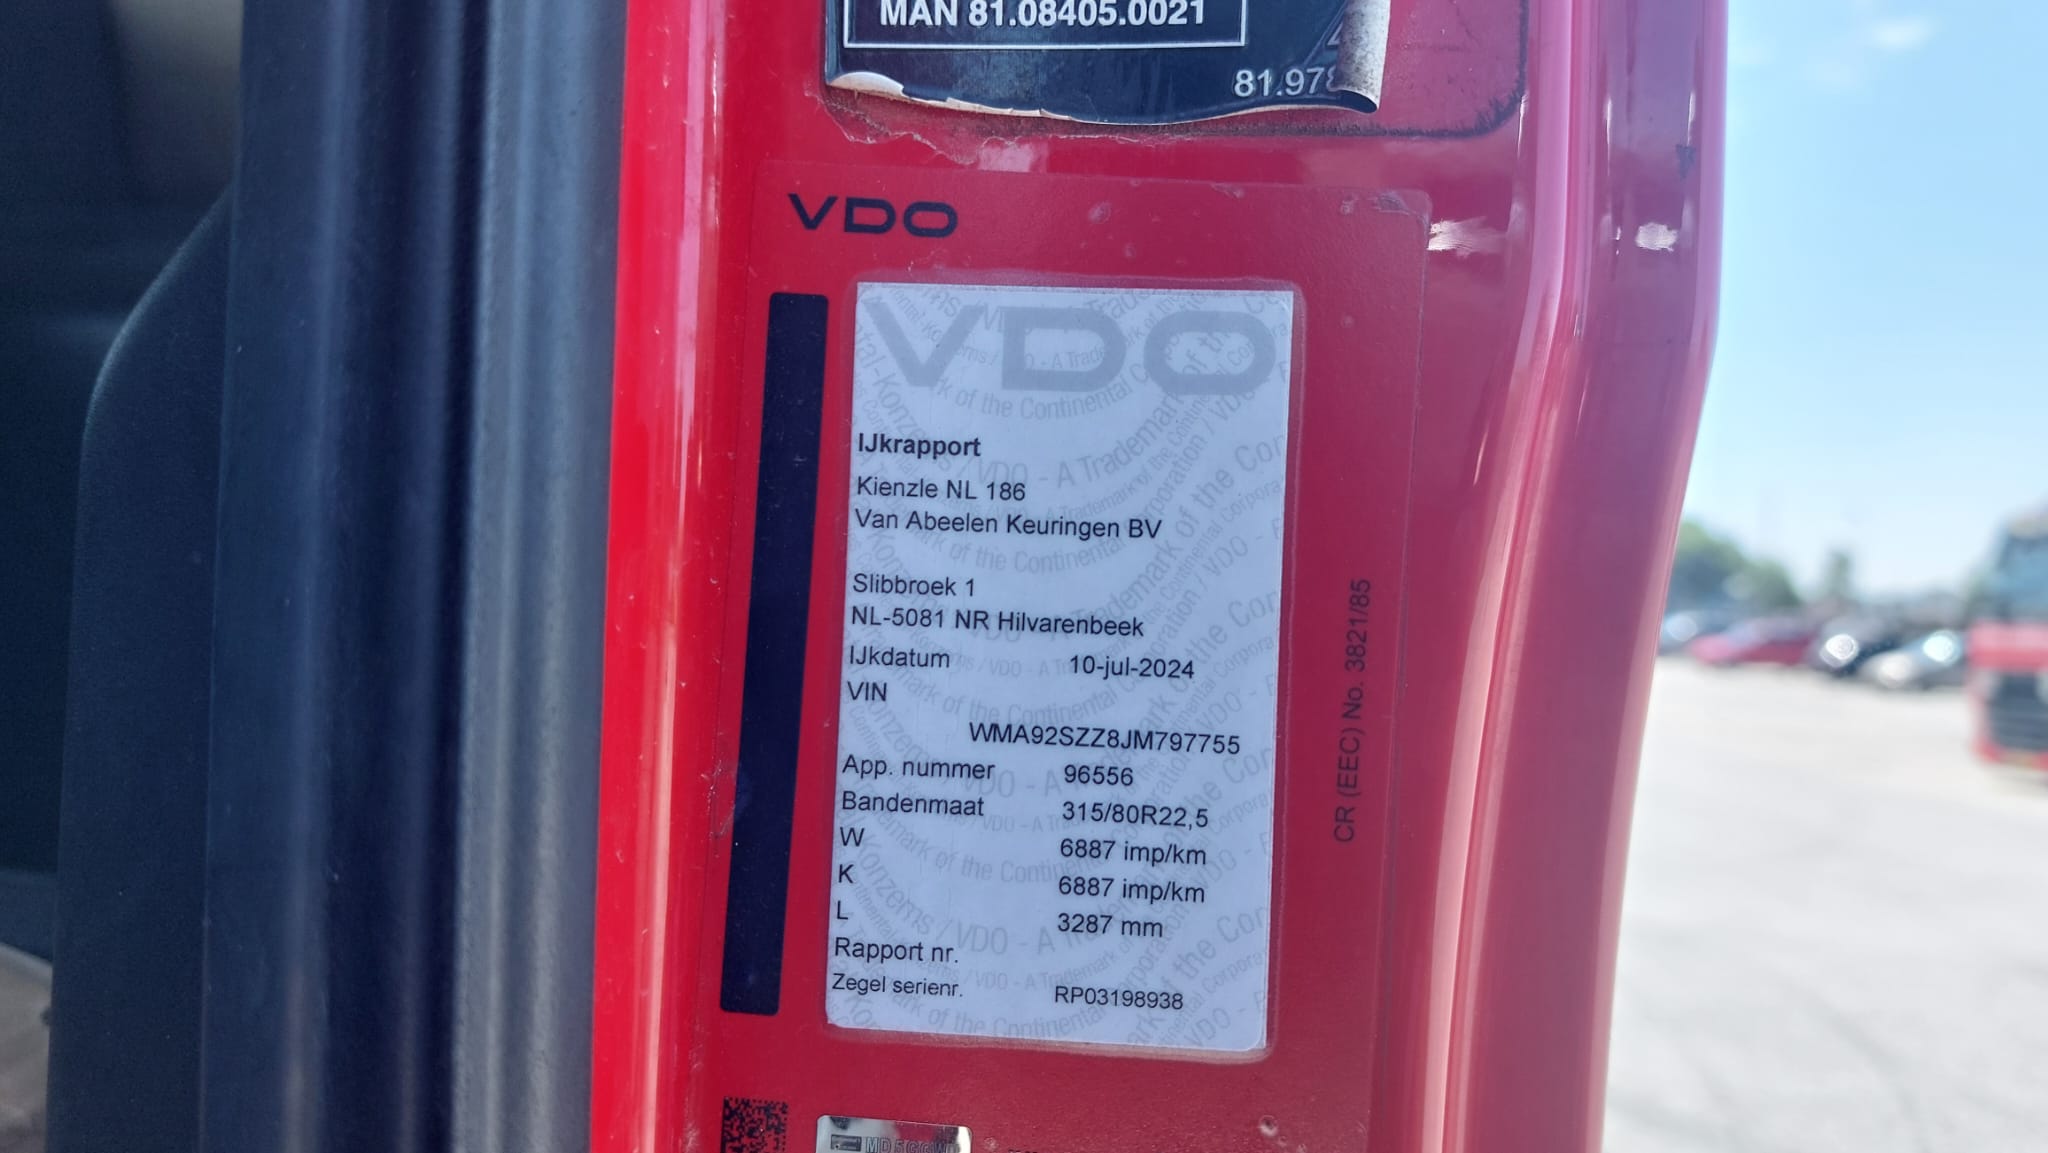 MAN 81.08405.0021
81.978
VDO
VDO
IJkrapport
Kienzle NL 186
Van Abeelen Keuringen BV
Slibbroek 1
NL-5081 NR Hilvarenbeek
IJkdatum 10-jul-2024
VIN
WMA92SZZ8JM797755
App. nummer 96556
Bandenmaat 315/80R22,5
W 6887 imp/km
K 6887 imp/km
L 3287 mm
Rapport nr.
Zegel serienr. RP03198938
CR (EEC) No. 3821/85